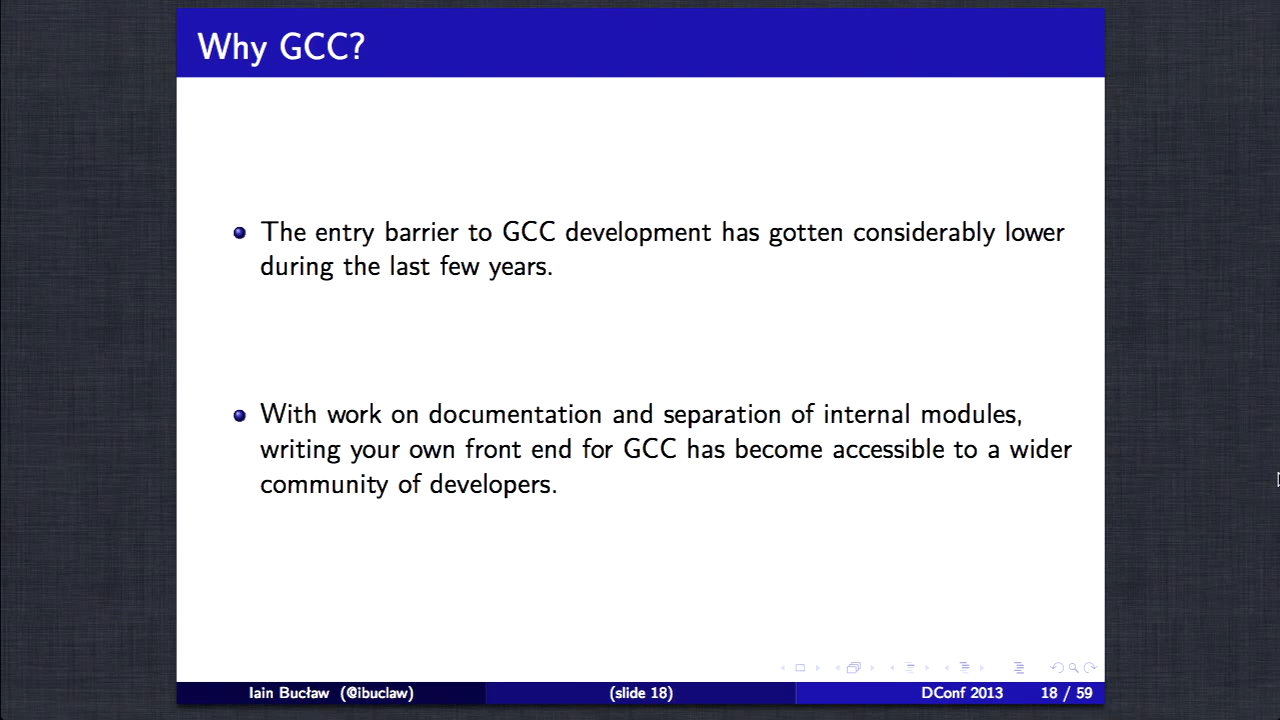 Why GCC?
The entry barrier to GCC development has gotten considerably lower
during the last few years.
With work on documentation and separation of internal modules,
writing your own front end for GCC has become accessible to a wider
community of developers.
Iain Bucław (@ibuclaw)
(slide 18)
DConf 2013
18 / 59